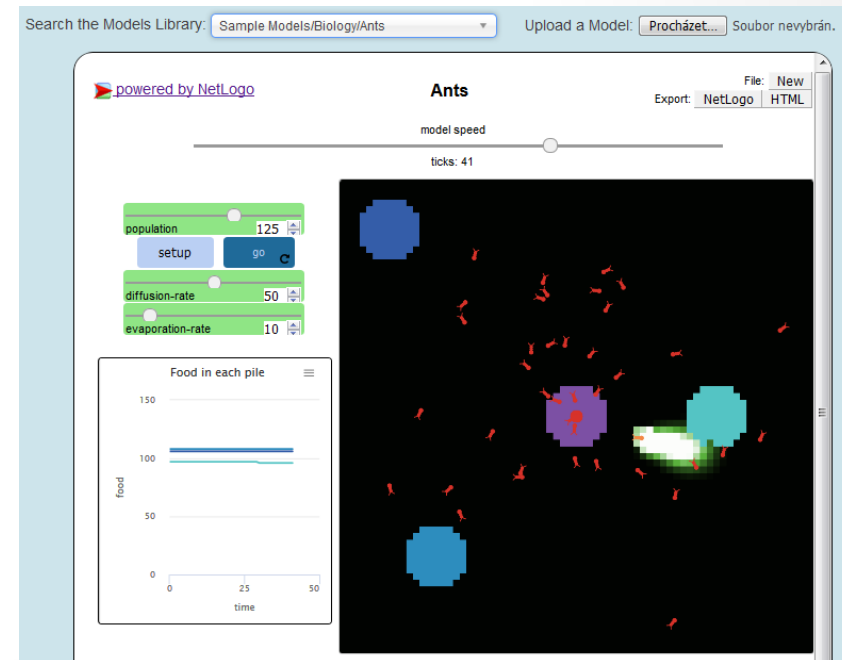 Search the Models Library: Sample Models/Biology/Ants Upload a Model: Procházet... Soubor nevybrán.
powered by NetLogo
Ants
File: New
Export: NetLogo HTML
model speed
ticks: 41
population 125
setup go
diffusion-rate 50
evaporation-rate 10
Food in each pile
150
100
50
0
food
0 25 50
time